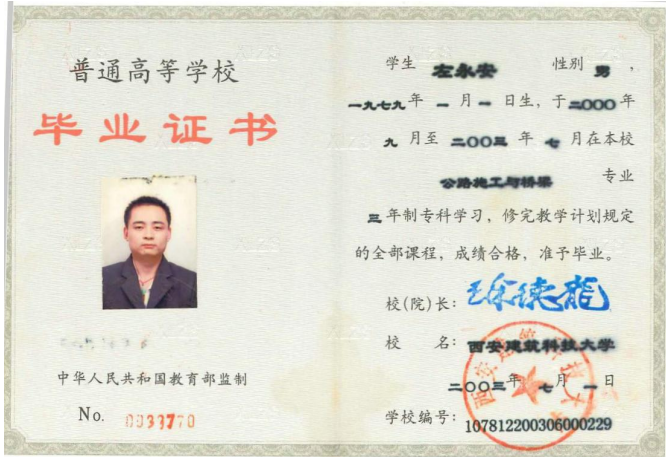 普通高等学校
毕业证书
中华人民共和国教育部监制
No. 0033770
学生 左永安 性别 男，
一九七九年 一月一日生，于二000年
九月至二00三年 七月在本校
公路施工与桥梁 专业
三年制专科学习，修完教学计划规定
的全部课程，成绩合格，准予毕业。
校(院)长：徐德龙
校 名：西安建筑科技大学
二00三年七月一日
学校编号：107812200306000229